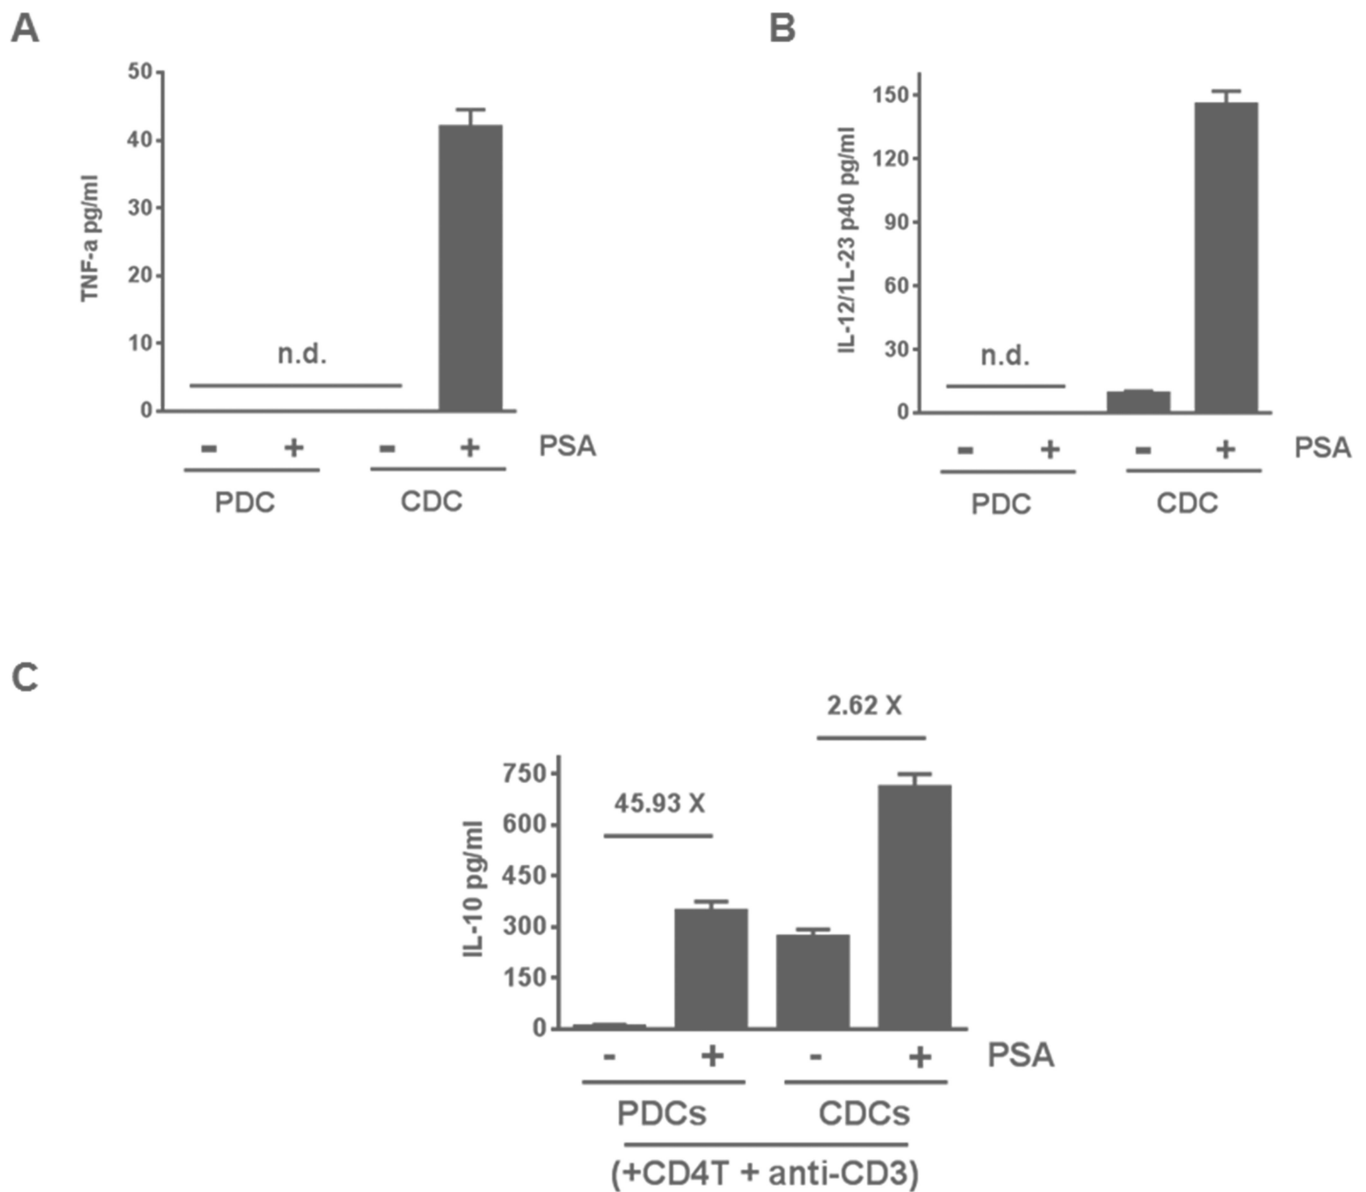 A
TNF-a pg/ml
50
40
30
20
10
0
n.d.
- + - + PSA
PDC CDC
B
IL-12/1L-23 p40 pg/ml
150
120
90
60
30
0
n.d.
- + - + PSA
PDC CDC
C
IL-10 pg/ml
750
600
450
300
150
0
45.93 X
2.62 X
- + - + PSA
PDCs CDCs
(+CD4T + anti-CD3)